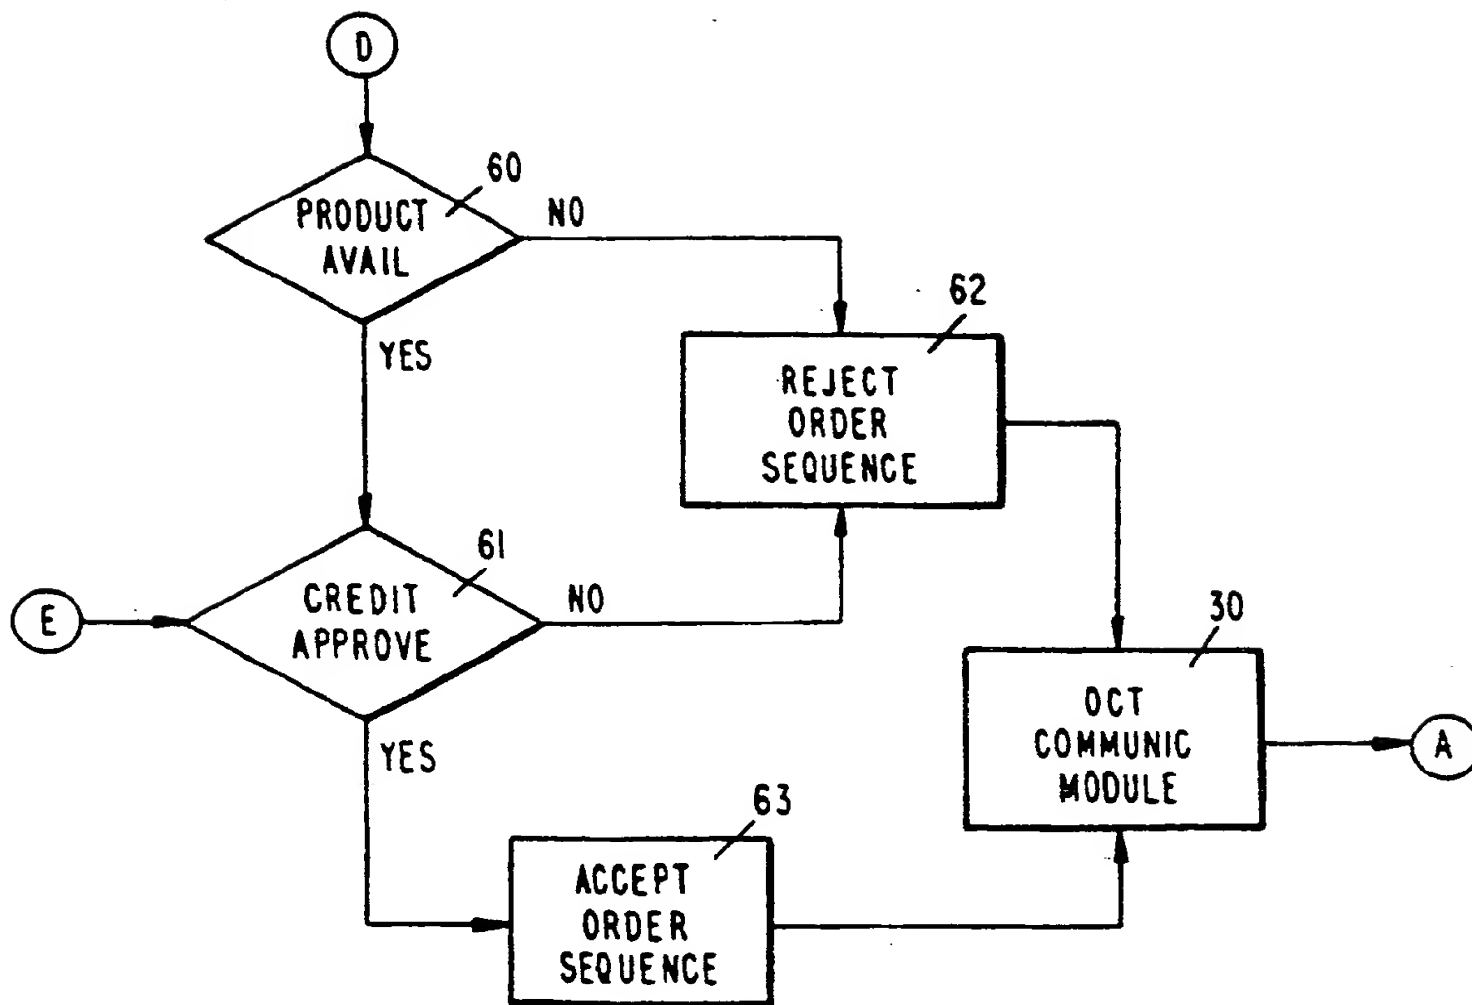 D
60
PRODUCT
AVAIL
NO
YES
62
REJECT
ORDER
SEQUENCE
61
CREDIT
APPROVE
NO
E
YES
30
OCT
COMMUNIC
MODULE
A
63
ACCEPT
ORDER
SEQUENCE